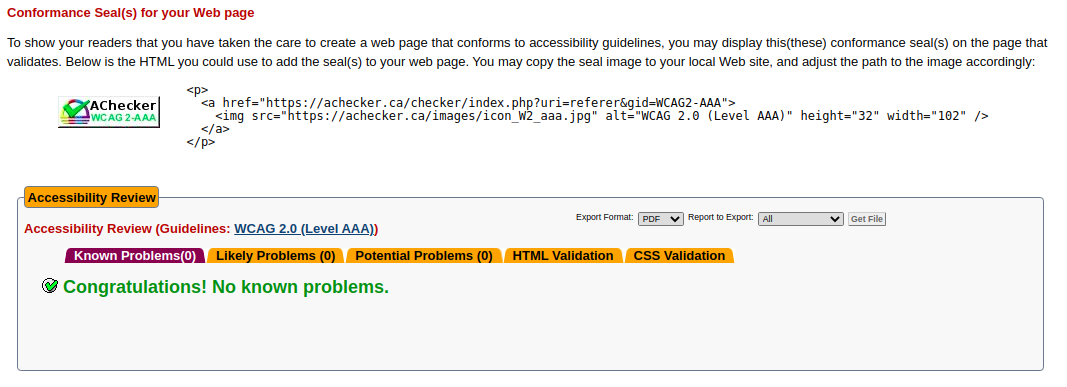 Conformance Seal(s) for your Web page
To show your readers that you have taken the care to create a web page that conforms to accessibility guidelines, you may display this(these) conformance seal(s) on the page that
validates. Below is the HTML you could use to add the seal(s) to your web page. You may copy the seal image to your local Web site, and adjust the path to the image accordingly:
AChecker
WCAG 2-AAA
<p>
<a href="https://achecker.ca/checker/index.php?uri=referer&gid=WCAG2-AAA">
<img src="https://achecker.ca/images/icon_W2_aaa.jpg" alt="WCAG 2.0 (Level AAA)" height="32" width="102" />
</a>
</p>
Accessibility Review
Export Format: PDF Report to Export: All Get File
Accessibility Review (Guidelines: WCAG 2.0 (Level AAA))
Known Problems(0) Likely Problems (0) Potential Problems (0) HTML Validation CSS Validation
Congratulations! No known problems.